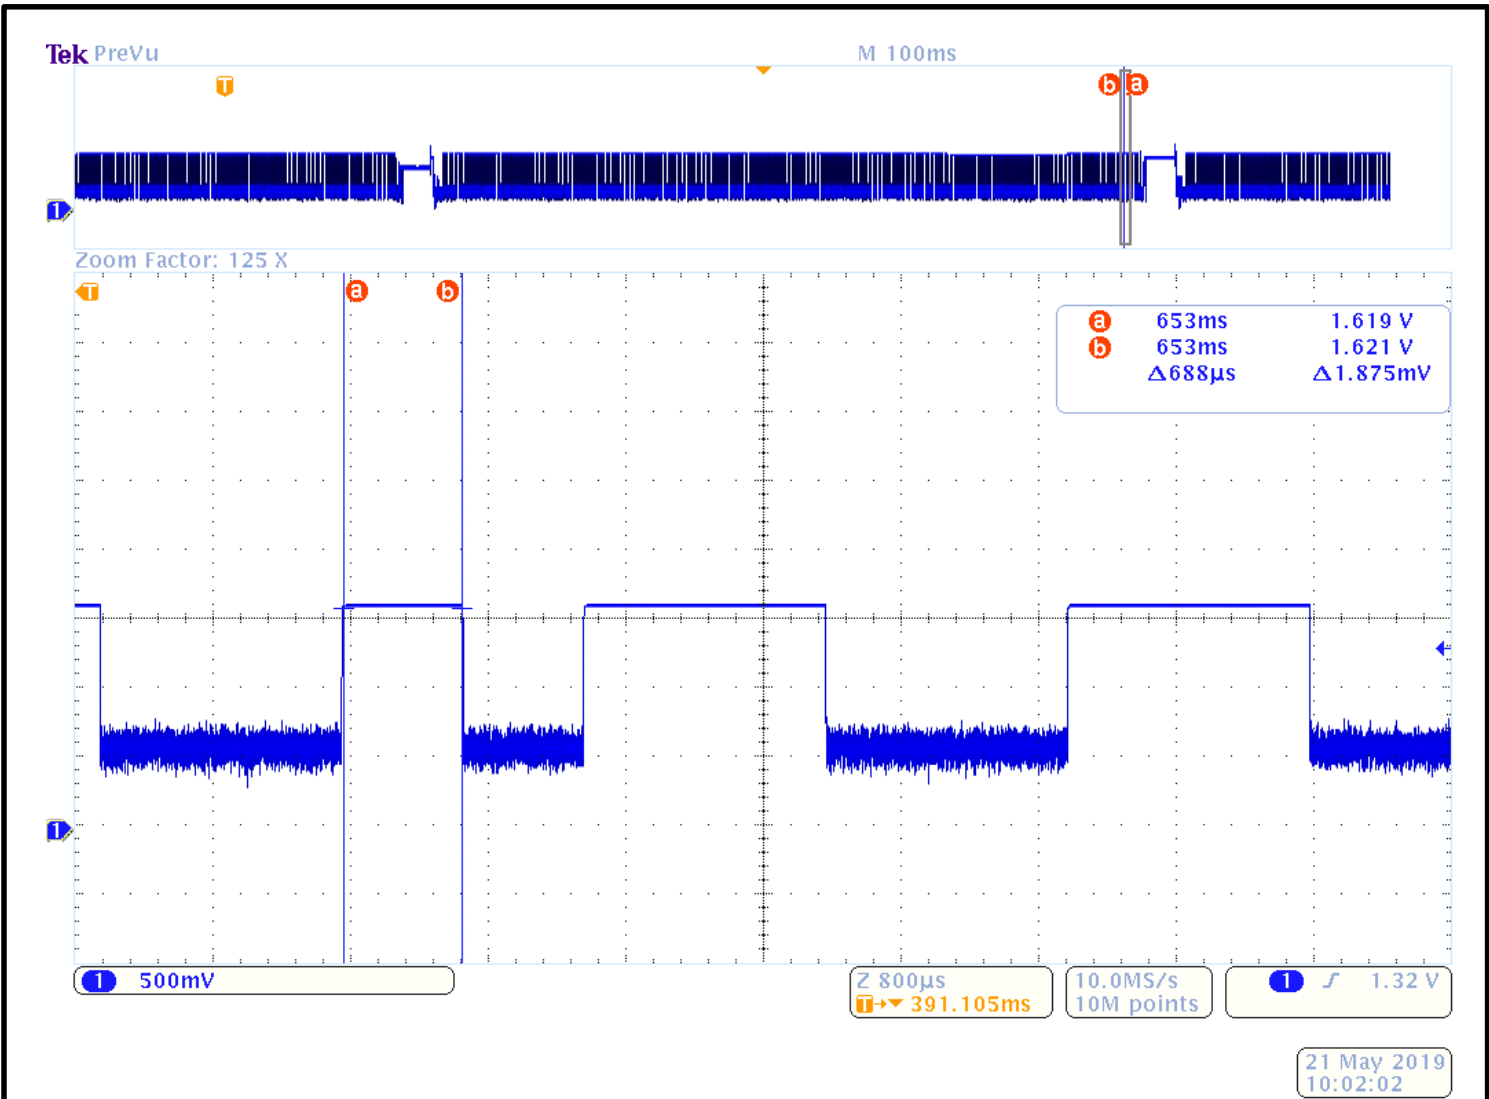 Tek PreVu M 100ms
T b a
1
Zoom Factor: 125 X
T a b
a 653ms 1.619 V
b 653ms 1.621 V
Δ688µs Δ1.875mV
1
1 500mV
Z 800µs
T→▼ 391.105ms
10.0MS/s
10M points
1 ʃ 1.32 V
21 May 2019
10:02:02